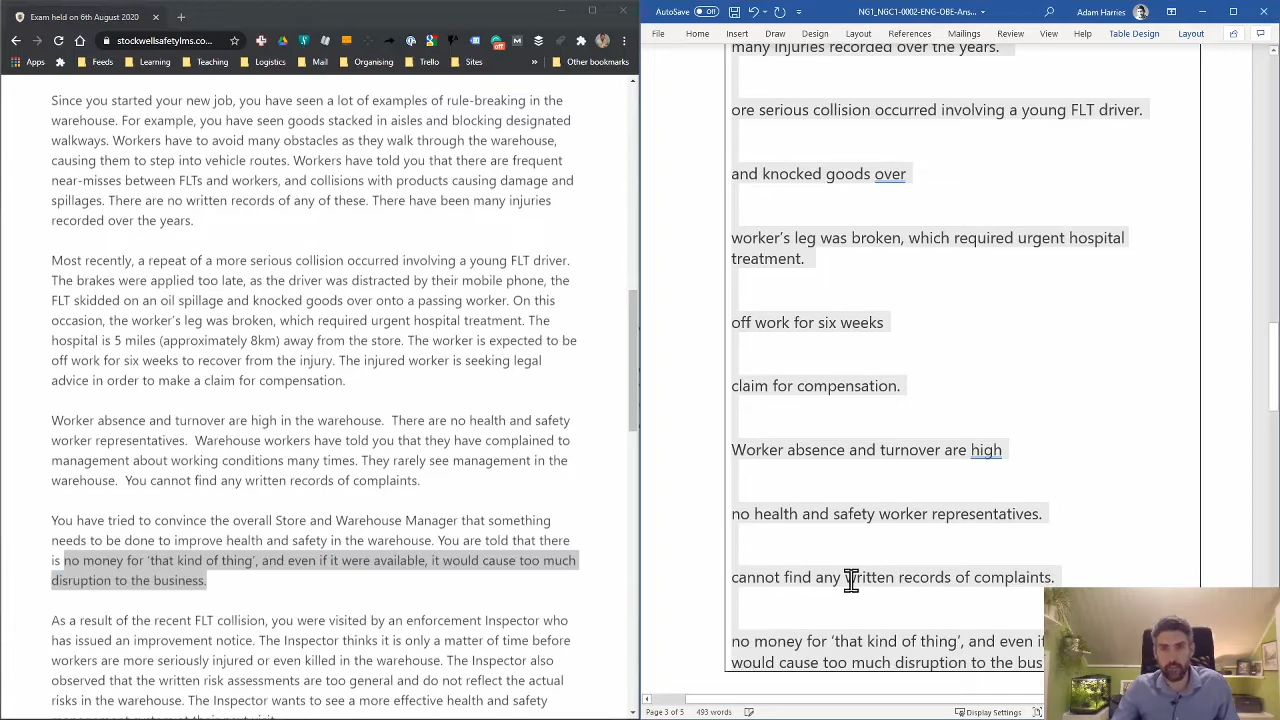 Exam held on 6th August 2020
stockwellsafetylms.co...
Apps
Feeds
Learning
Teaching
Logistics
Mail
Organising
Trello
Sites
Other bookmarks
Since you started your new job, you have seen a lot of examples of rule-breaking in the
warehouse. For example, you have seen goods stacked in aisles and blocking designated
walkways. Workers have to avoid many obstacles as they walk through the warehouse,
causing them to step into vehicle routes. Workers have told you that there are frequent
near-misses between FLTs and workers, and collisions with products causing damage and
spillages. There are no written records of any of these. There have been many injuries
recorded over the years.
Most recently, a repeat of a more serious collision occurred involving a young FLT driver.
The brakes were applied too late, as the driver was distracted by their mobile phone, the
FLT skidded on an oil spillage and knocked goods over onto a passing worker. On this
occasion, the worker's leg was broken, which required urgent hospital treatment. The
hospital is 5 miles (approximately 8km) away from the store. The worker is expected to be
off work for six weeks to recover from the injury. The injured worker is seeking legal
advice in order to make a claim for compensation.
Worker absence and turnover are high in the warehouse. There are no health and safety
worker representatives. Warehouse workers have told you that they have complained to
management about working conditions many times. They rarely see management in the
warehouse. You cannot find any written records of complaints.
You have tried to convince the overall Store and Warehouse Manager that something
needs to be done to improve health and safety in the warehouse. You are told that there
is no money for 'that kind of thing', and even if it were available, it would cause too much
disruption to the business.
As a result of the recent FLT collision, you were visited by an enforcement Inspector who
has issued an improvement notice. The Inspector thinks it is only a matter of time before
workers are more seriously injured or even killed in the warehouse. The Inspector also
observed that the written risk assessments are too general and do not reflect the actual
risks in the warehouse. The Inspector wants to see a more effective health and safety
AutoSave Off
NG1_NGC1-0002-ENG-OBE-Ans...
Adam Harries
File
Home
Insert
Draw
Design
Layout
References
Mailings
Review
View
Help
Table Design
Layout
many injuries recorded over the years.
ore serious collision occurred involving a young FLT driver.
and knocked goods over
worker's leg was broken, which required urgent hospital
treatment.
off work for six weeks
claim for compensation.
Worker absence and turnover are high
no health and safety worker representatives.
cannot find any written records of complaints.
no money for 'that kind of thing', and even if
would cause too much disruption to the bus
Page 3 of 5
493 words
Display Settings